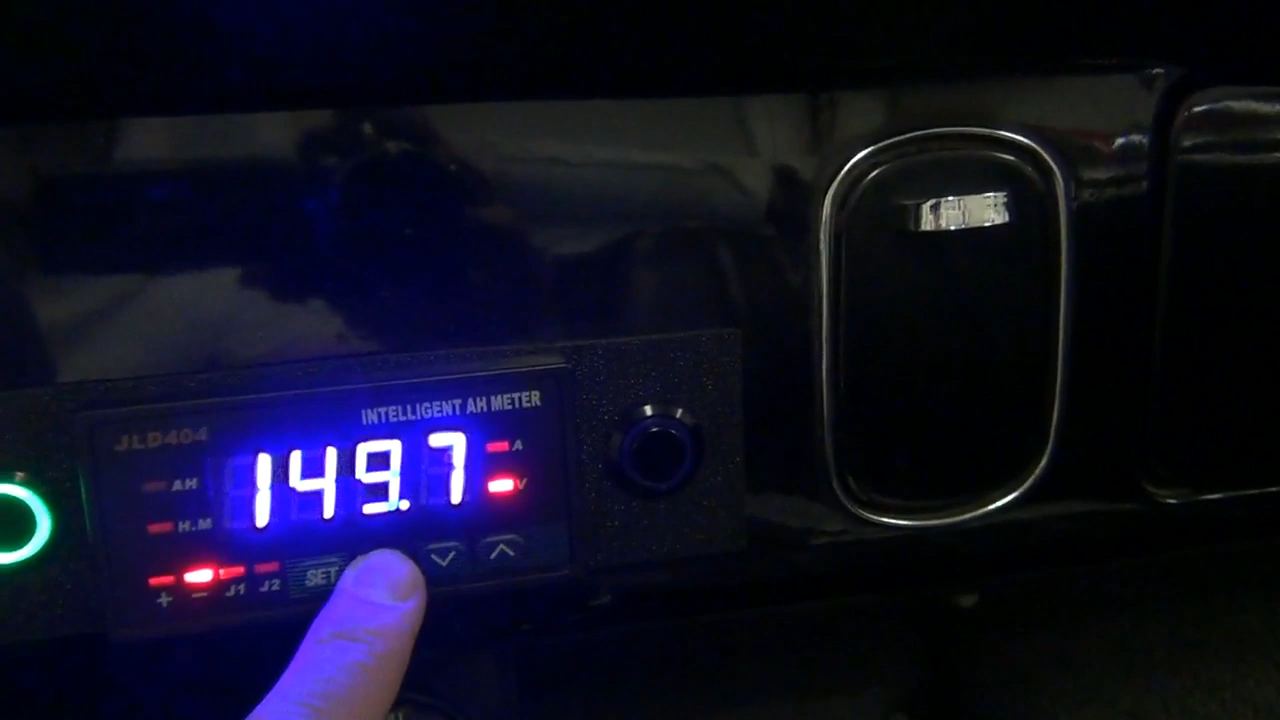 INTELLIGENT AH METER
JLD404
149.7
A
AH
V
H.M
+ − J1 J2
SET